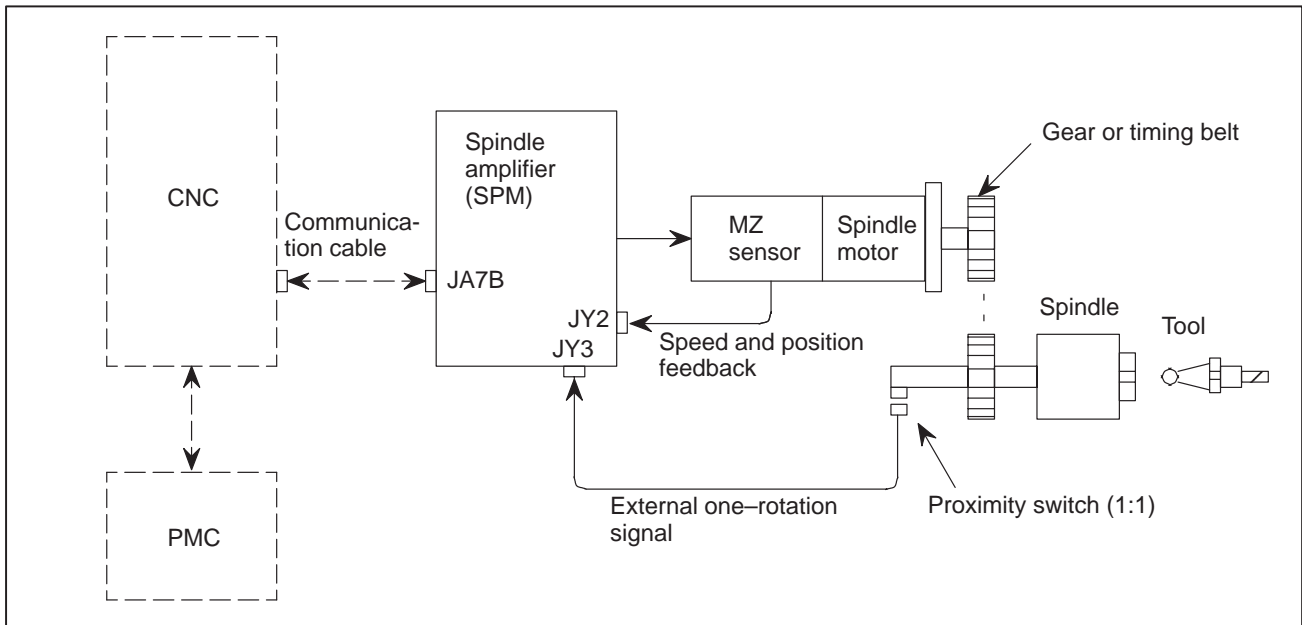 CNC
PMC
Communica-
tion cable
Spindle
amplifier
(SPM)
JA7B
JY2
JY3
MZ
sensor
Spindle
motor
Speed and position
feedback
External one–rotation
signal
Gear or timing belt
Spindle
Tool
Proximity switch (1:1)